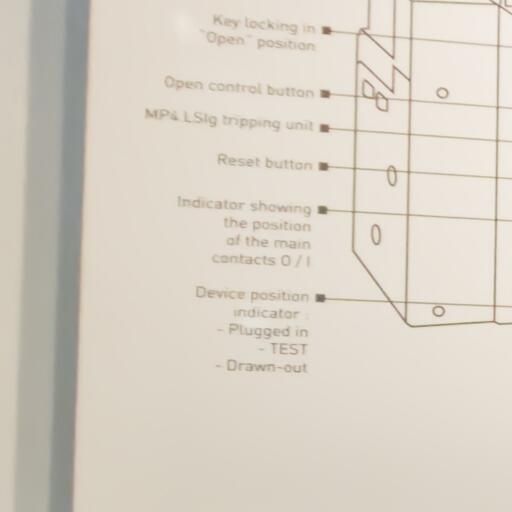 Key locking in
"Open" position
Open control button
MP4 LSIg tripping unit
Reset button
Indicator showing
the position
of the main
contacts O / I
Device position
indicator :
- Plugged in
- TEST
- Drawn-out